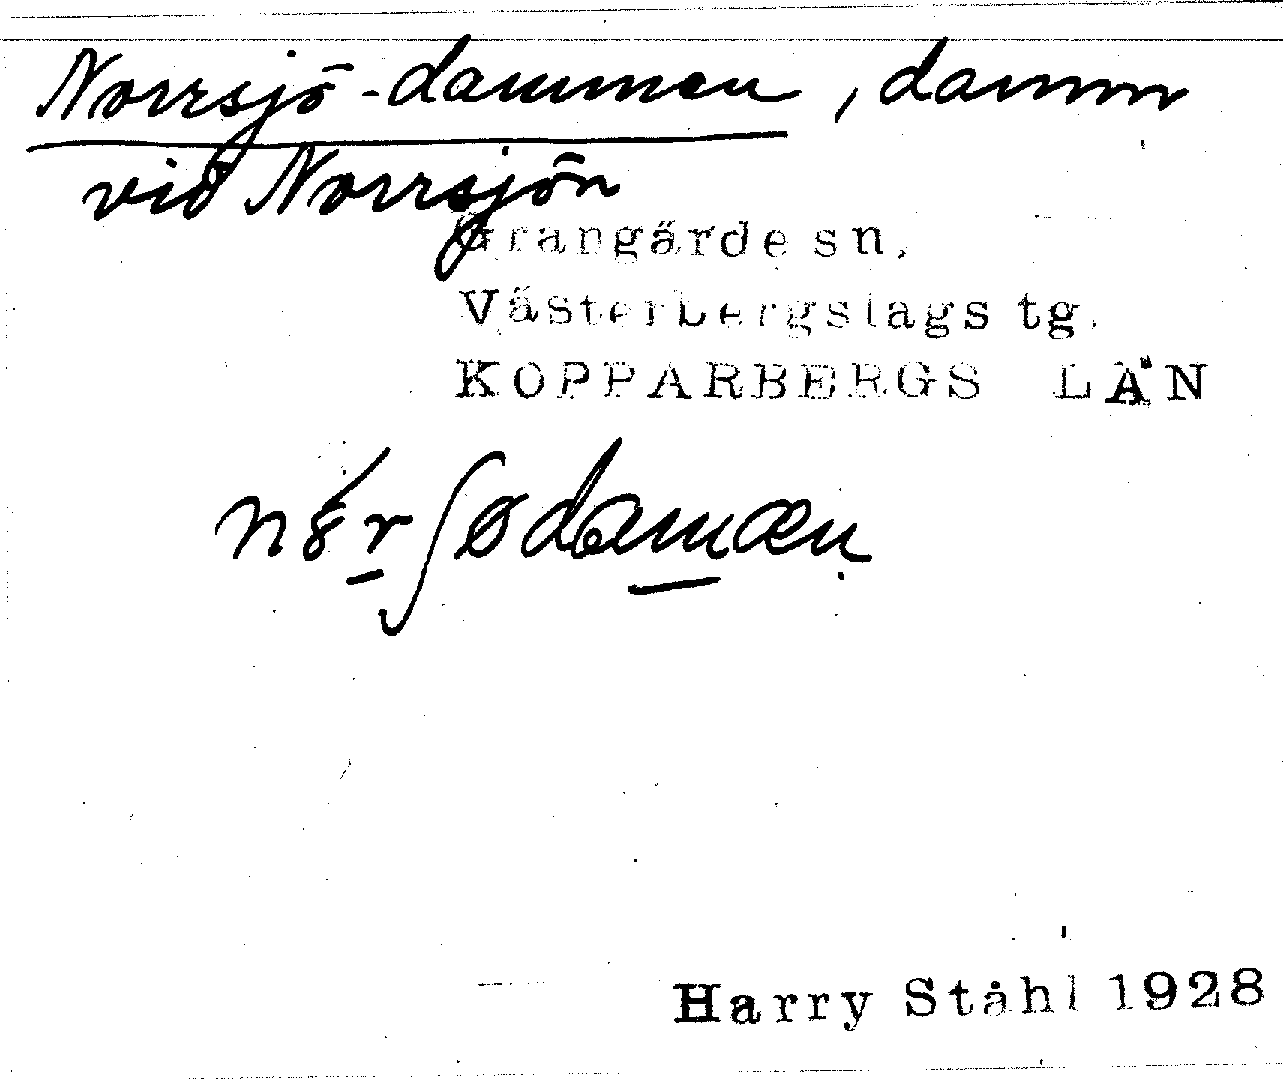 Norrsjö-dammen, damm
vid Norrsjön
Grangärde sn.
Västerbergslags tg.
KOPPARBERGS LÄN
Harry Ståhl 1928